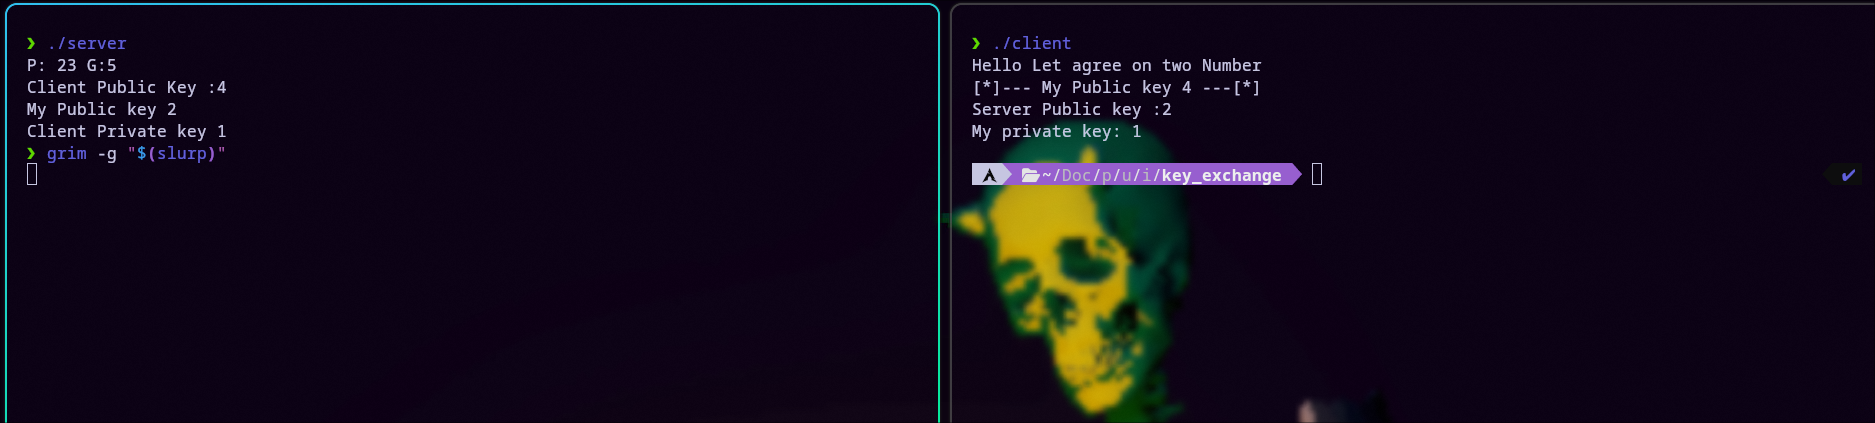 ❯ ./server
P: 23 G:5
Client Public Key :4
My Public key 2
Client Private key 1
❯ grim -g "$(slurp)"
❯ ./client
Hello Let agree on two Number
[*]--- My Public key 4 ---[*]
Server Public key :2
My private key: 1
~/Doc/p/u/i/key_exchange ✔